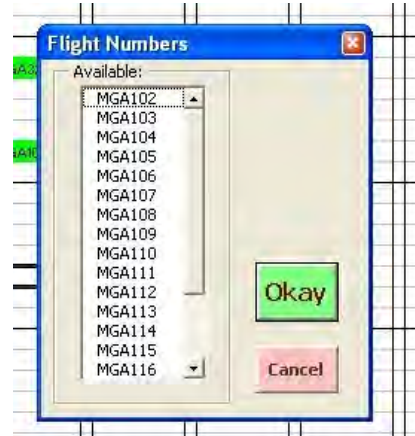 Flight Numbers
Available:
MGA102
MGA103
MGA104
MGA105
MGA106
MGA107
MGA108
MGA109
MGA110
MGA111
MGA112
MGA113
MGA114
MGA115
MGA116
Okay
Cancel